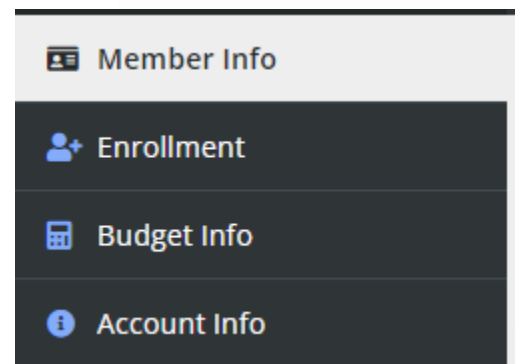 Member Info
Enrollment
Budget Info
Account Info